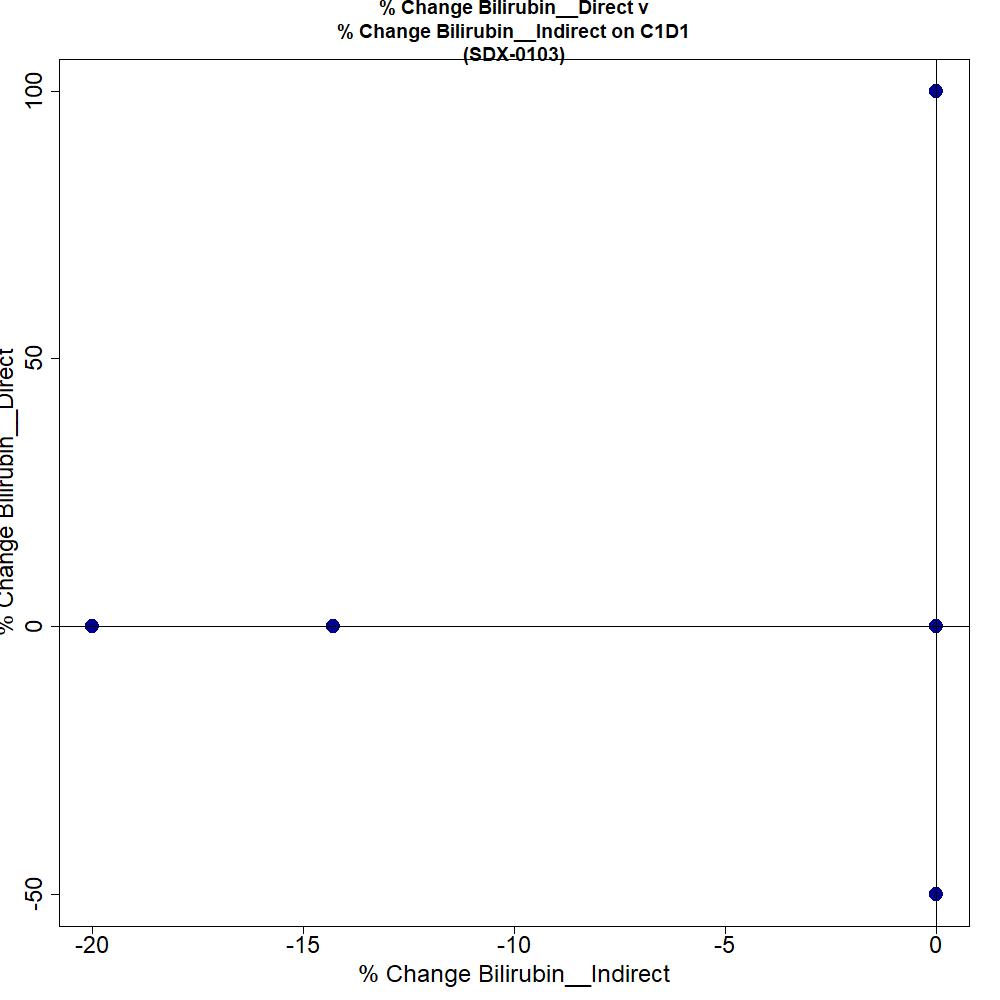 % Change Bilirubin__Direct v
% Change Bilirubin__Indirect on C1D1
(SDX-0103)
% Change Bilirubin__Direct
100
50
0
-50
-20
-15
-10
-5
0
% Change Bilirubin__Indirect